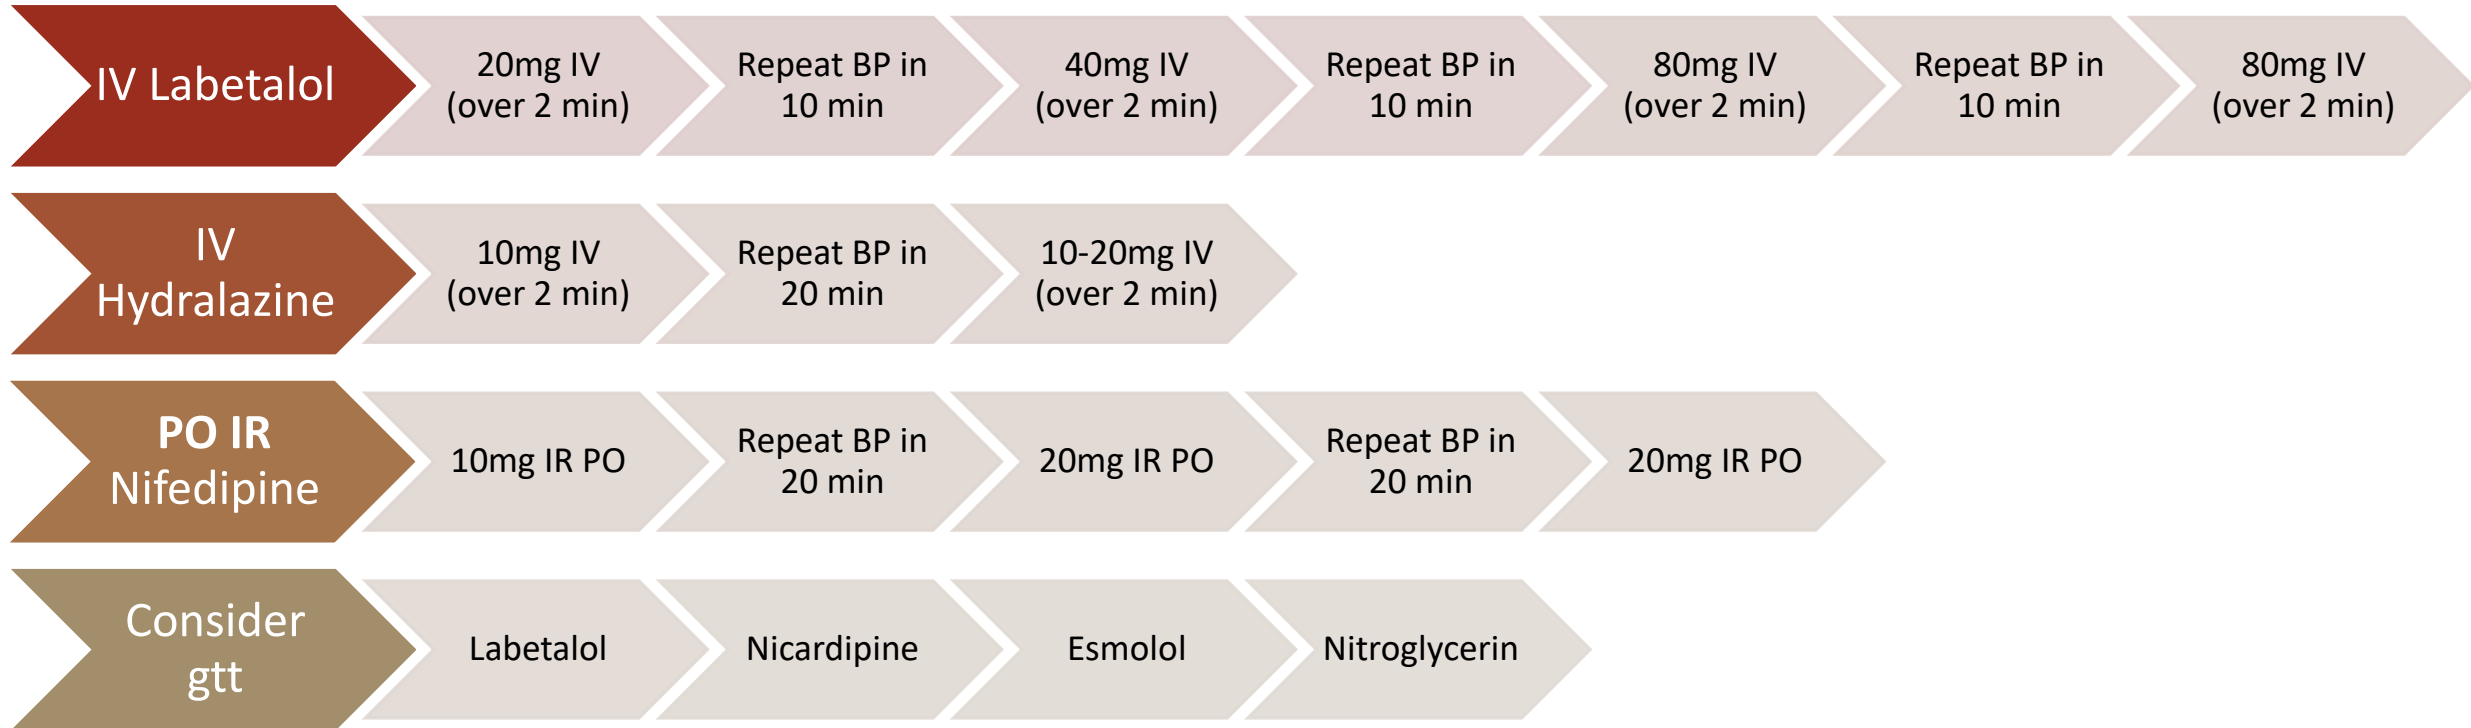 IV Labetalol
20mg IV
(over 2 min)
Repeat BP in
10 min
40mg IV
(over 2 min)
Repeat BP in
10 min
80mg IV
(over 2 min)
Repeat BP in
10 min
80mg IV
(over 2 min)
IV
Hydralazine
10mg IV
(over 2 min)
Repeat BP in
20 min
10-20mg IV
(over 2 min)
PO IR
Nifedipine
10mg IR PO
Repeat BP in
20 min
20mg IR PO
Repeat BP in
20 min
20mg IR PO
Consider
gtt
Labetalol
Nicardipine
Esmolol
Nitroglycerin